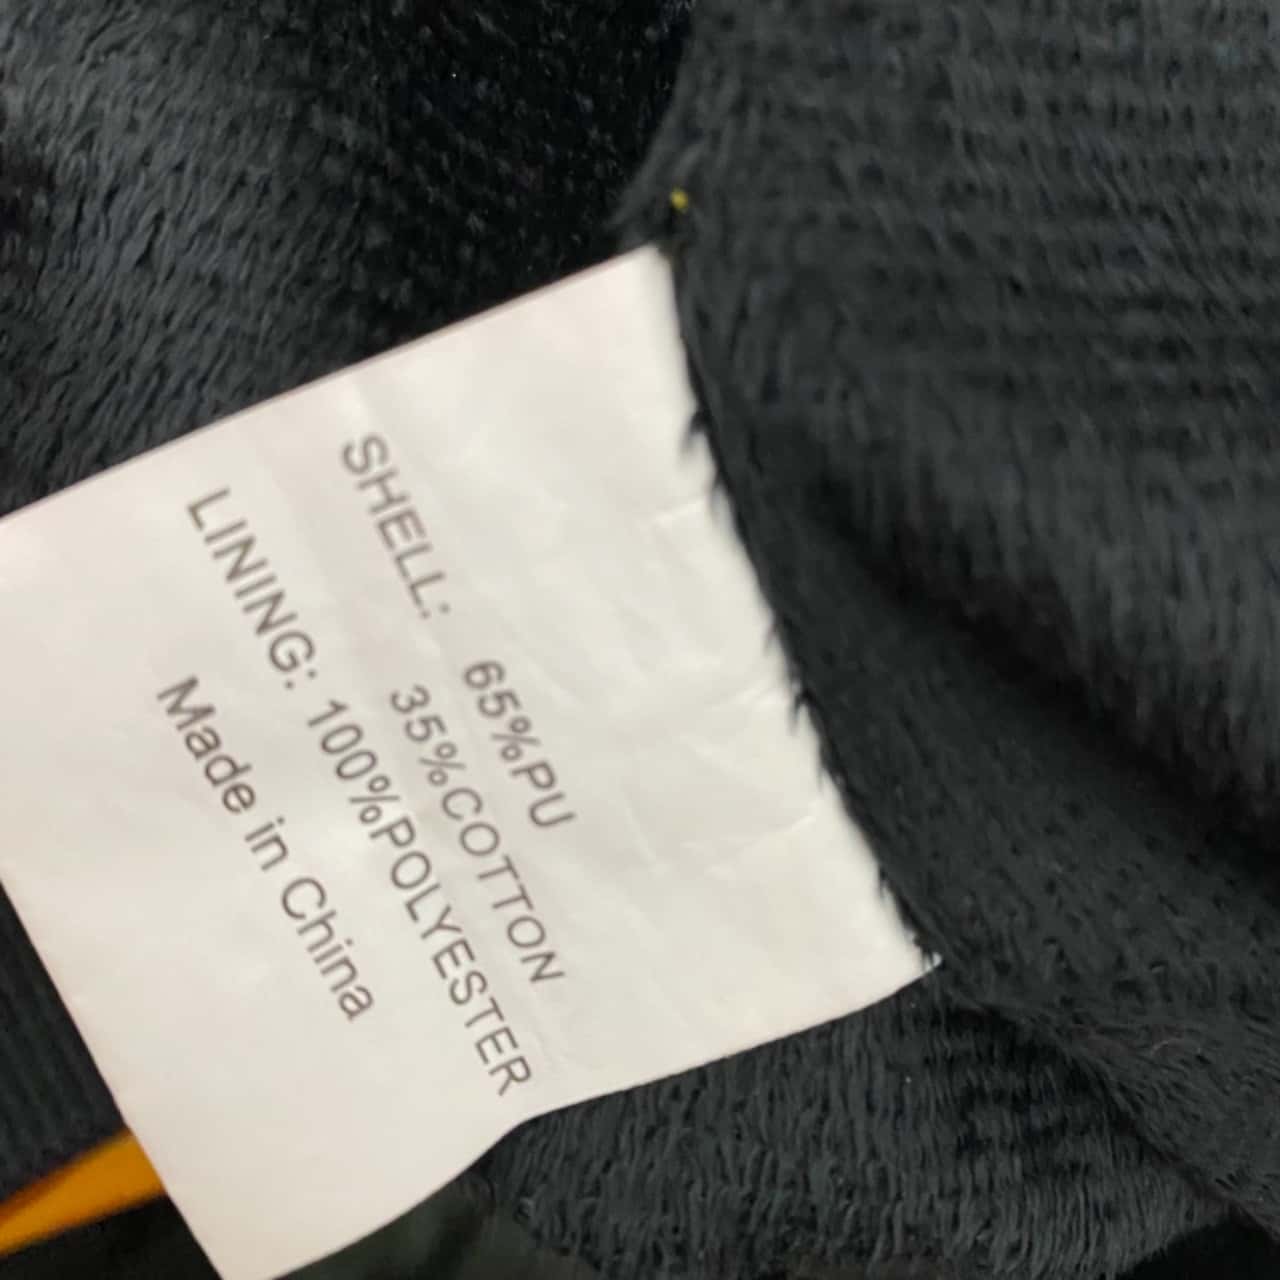 SHELL: 65%PU
35%COTTON
LINING: 100%POLYESTER
Made in China